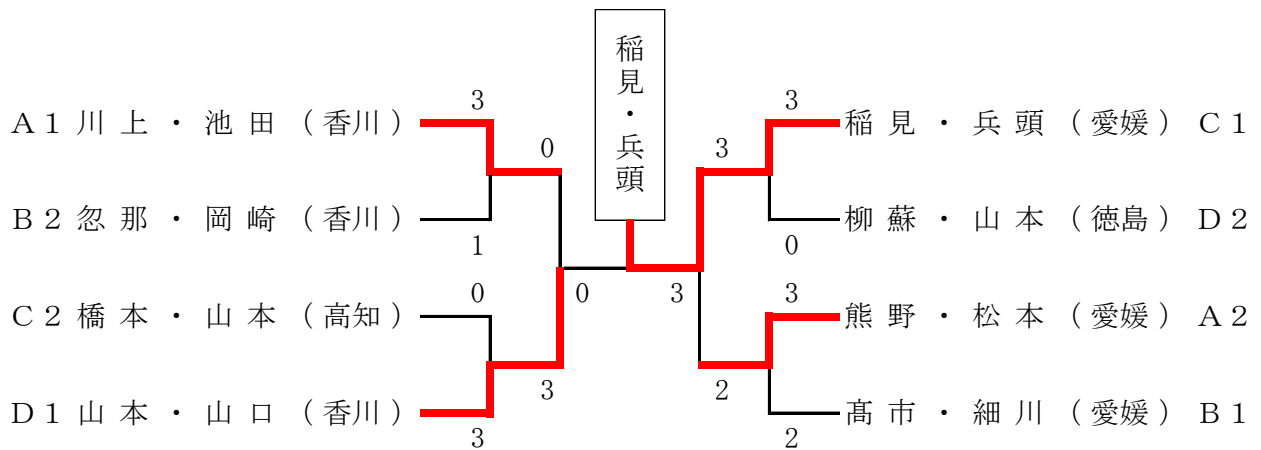 稲見・兵頭
3 3
A1 川上・池田(香川) 稲見・兵頭(愛媛) C1
0 3
B2 忽那・岡崎(香川) 柳蘇・山本(徳島) D2
1 0
0 0 3 3
C2 橋本・山本(高知) 熊野・松本(愛媛) A2
3 2
D1 山本・山口(香川) 髙市・細川(愛媛) B1
3 2